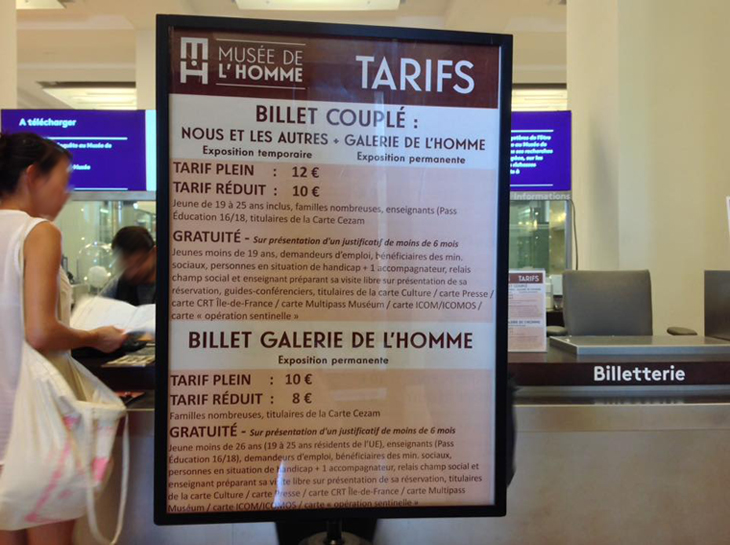 A télécharger
MUSÉE DE
L'HOMME
TARIFS
BILLET COUPLÉ :
NOUS ET LES AUTRES + GALERIE DE L'HOMME
Exposition temporaire Exposition permanente
TARIF PLEIN : 12 €
TARIF RÉDUIT : 10 €
Jeune de 19 à 25 ans inclus, familles nombreuses, enseignants (Pass
Éducation 16/18), titulaires de la Carte Cezam
GRATUITÉ - Sur présentation d'un justificatif de moins de 6 mois
Jeunes moins de 19 ans, demandeurs d'emploi, bénéficiaires des min.
sociaux, personnes en situation de handicap + 1 accompagnateur, relais
champ social et enseignant préparant sa visite libre sur présentation de sa
réservation, guides-conférenciers, titulaires de la carte Culture / carte Presse /
carte CRT Île-de-France / carte Multipass Muséum / carte ICOM/ICOMOS /
carte « opération sentinelle »
BILLET GALERIE DE L'HOMME
Exposition permanente
TARIF PLEIN : 10 €
TARIF RÉDUIT : 8 €
Familles nombreuses, titulaires de la Carte Cezam
GRATUITÉ - Sur présentation d'un justificatif de moins de 6 mois
Jeune moins de 26 ans (19 à 25 ans résidents de l'UE), enseignants (Pass
Éducation 16/18), demandeurs d'emploi, bénéficiaires des min. sociaux,
personnes en situation de handicap + 1 accompagnateur, relais champ social et
enseignant préparant sa visite libre sur présentation de sa réservation, titulaires
de la carte Culture / carte Presse / carte CRT Île-de-France / carte Multipass
Muséum / carte ICOM/ICOMOS / carte « opération sentinelle »
Informations
TARIFS
Billetterie